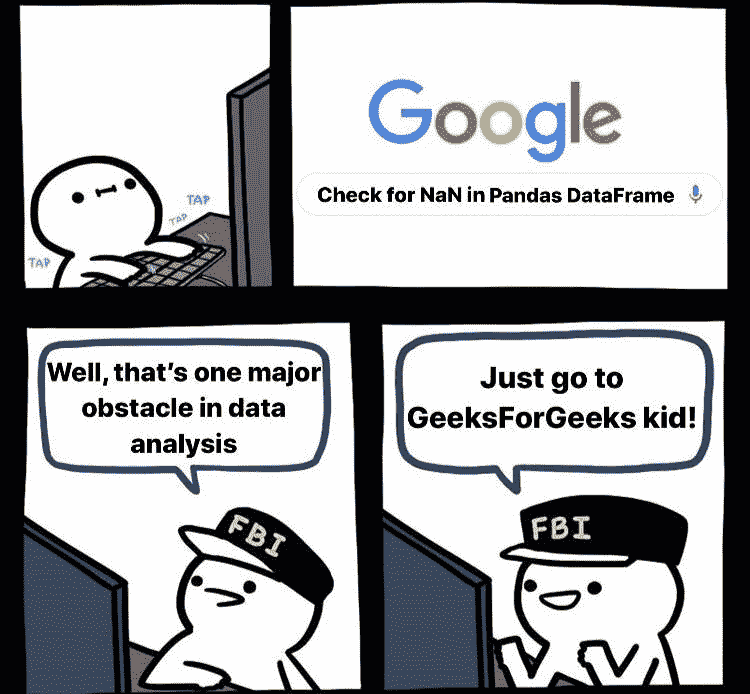 TAP
TAP
TAP
Google
Check for NaN in Pandas DataFrame
Well, that's one major
obstacle in data
analysis
FBI
Just go to
GeeksForGeeks kid!
FBI